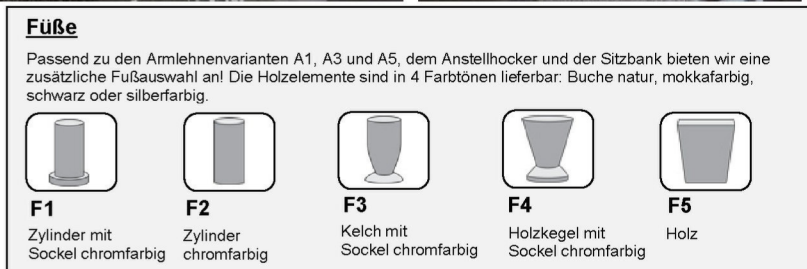 Füße
Passend zu den Armlehnenvarianten A1, A3 und A5, dem Anstellhocker und der Sitzbank bieten wir eine
zusätzliche Fußauswahl an! Die Holzelemente sind in 4 Farbtönen lieferbar: Buche natur, mokkafarbig,
schwarz oder silberfarbig.
F1
Zylinder mit
Sockel chromfarbig
F2
Zylinder
chromfarbig
F3
Kelch mit
Sockel chromfarbig
F4
Holzkegel mit
Sockel chromfarbig
F5
Holz